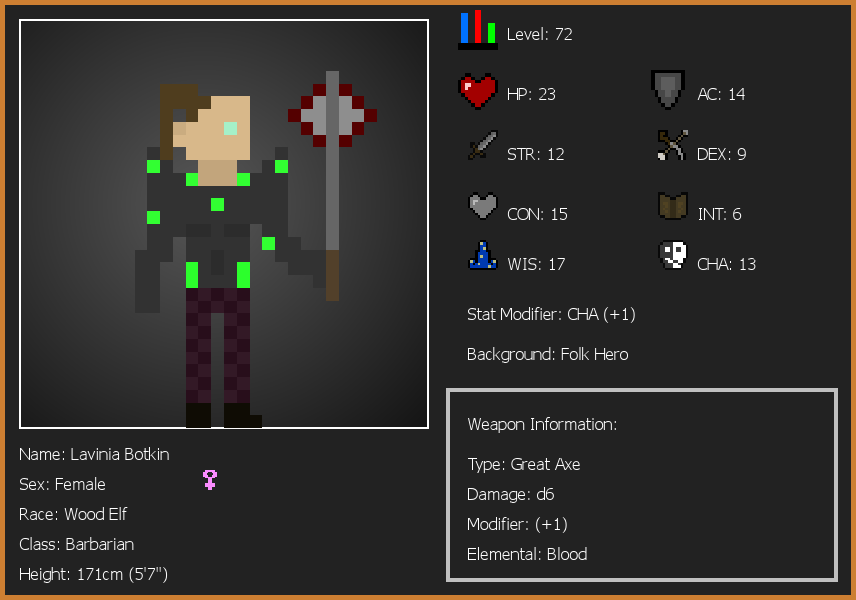 Level: 72
HP: 23
AC: 14
STR: 12
DEX: 9
CON: 15
INT: 6
WIS: 17
CHA: 13
Stat Modifier: CHA (+1)
Background: Folk Hero
Weapon Information:
Type: Great Axe
Damage: d6
Modifier: (+1)
Elemental: Blood
Name: Lavinia Botkin
Sex: Female
Race: Wood Elf
Class: Barbarian
Height: 171cm (5'7")